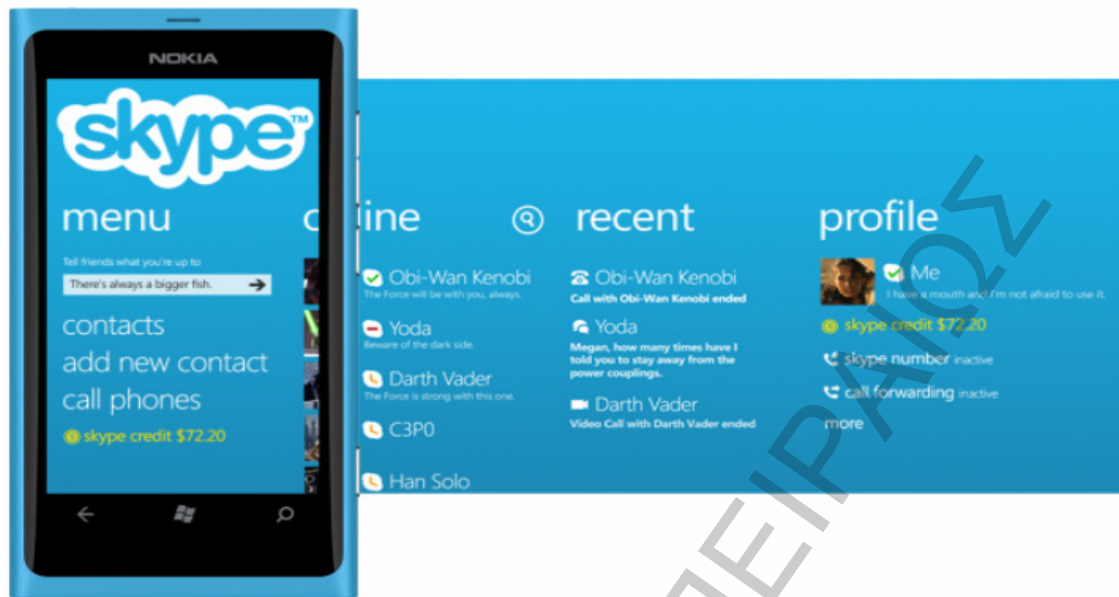 NOKIA
skype™
menu
Tell friends what you're up to
There's always a bigger fish.
contacts
add new contact
call phones
skype credit $72.20
line
Obi-Wan Kenobi
The Force will be with you, always.
Yoda
Beware of the dark side.
Darth Vader
The Force is strong with this one.
C3P0
Han Solo
recent
Obi-Wan Kenobi
Call with Obi-Wan Kenobi ended
Yoda
Megan, how many times have I
told you to stay away from the
power couplings.
Darth Vader
Video Call with Darth Vader ended
profile
Me
I have a mouth and I'm not afraid to use it.
skype credit $72.20
skype number inactive
call forwarding inactive
more
ΠΕΙΡΑΙΩΣ